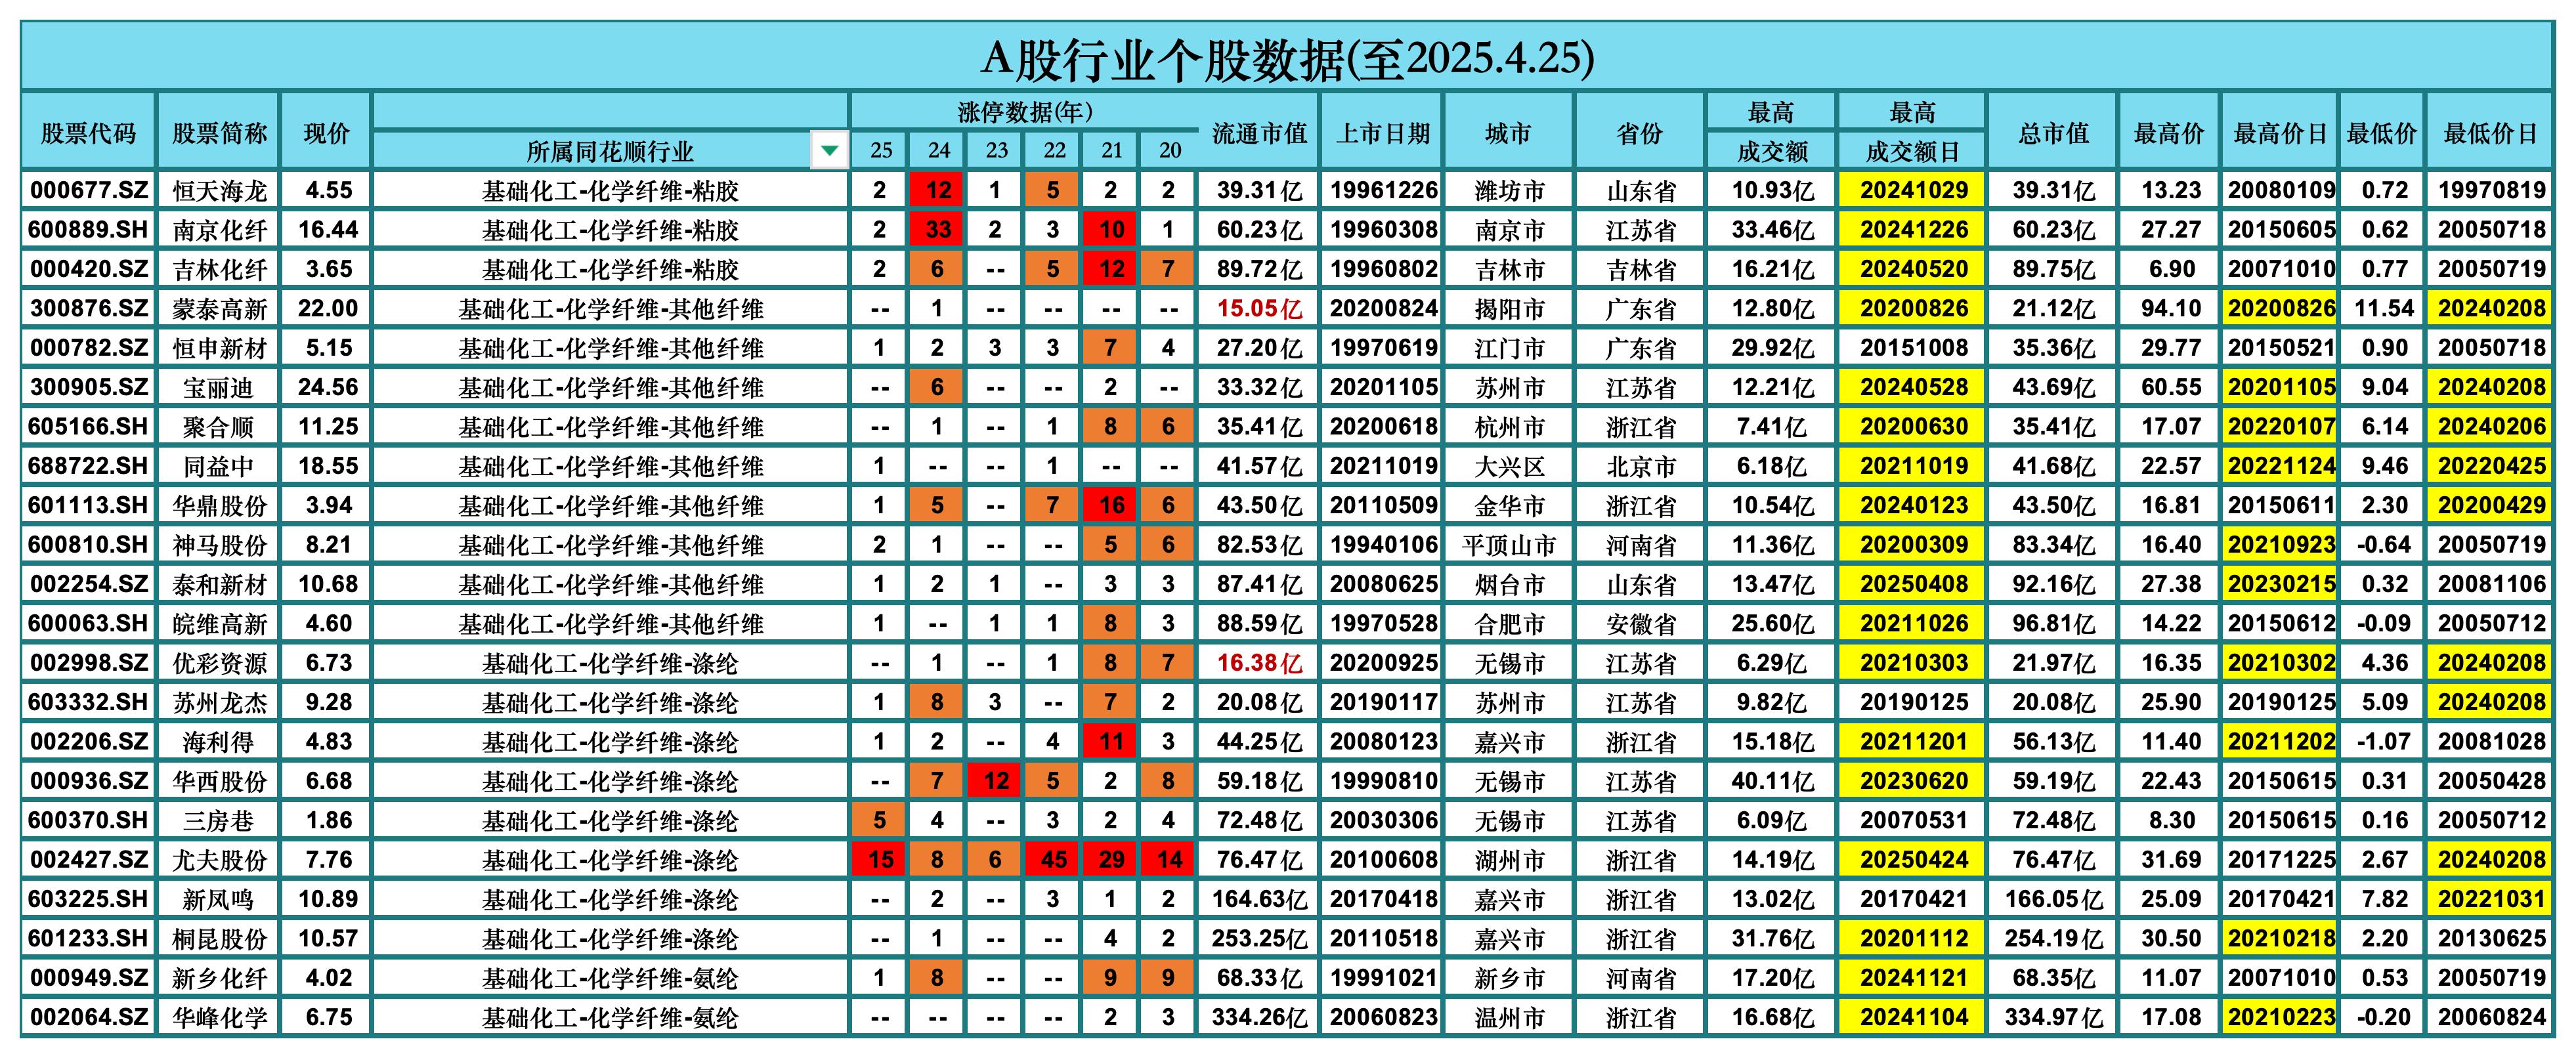 A股行业个股数据(至2025.4.25)
股票代码 股票简称 现价 所属同花顺行业 涨停数据(年) 25 24 23 22 21 20 流通市值 上市日期 城市 省份 最高成交额 最高成交额日 总市值 最高价 最高价日 最低价 最低价日
000677.SZ 恒天海龙 4.55 基础化工-化学纤维-粘胶 2 12 1 5 2 2 39.31亿 19961226 潍坊市 山东省 10.93亿 20241029 39.31亿 13.23 20080109 0.72 19970819
600889.SH 南京化纤 16.44 基础化工-化学纤维-粘胶 2 33 2 3 10 1 60.23亿 19960308 南京市 江苏省 33.46亿 20241226 60.23亿 27.27 20150605 0.62 20050718
000420.SZ 吉林化纤 3.65 基础化工-化学纤维-粘胶 2 6 -- 5 12 7 89.72亿 19960802 吉林市 吉林省 16.21亿 20240520 89.75亿 6.90 20071010 0.77 20050719
300876.SZ 蒙泰高新 22.00 基础化工-化学纤维-其他纤维 -- 1 -- -- -- -- 15.05亿 20200824 揭阳市 广东省 12.80亿 20200826 21.12亿 94.10 20200826 11.54 20240208
000782.SZ 恒申新材 5.15 基础化工-化学纤维-其他纤维 1 2 3 3 7 4 27.20亿 19970619 江门市 广东省 29.92亿 20151008 35.36亿 29.77 20150521 0.90 20050718
300905.SZ 宝丽迪 24.56 基础化工-化学纤维-其他纤维 -- 6 -- -- 2 -- 33.32亿 20201105 苏州市 江苏省 12.21亿 20240528 43.69亿 60.55 20201105 9.04 20240208
605166.SH 聚合顺 11.25 基础化工-化学纤维-其他纤维 -- 1 -- 1 8 6 35.41亿 20200618 杭州市 浙江省 7.41亿 20200630 35.41亿 17.07 20220107 6.14 20240206
688722.SH 同益中 18.55 基础化工-化学纤维-其他纤维 1 -- -- 1 -- -- 41.57亿 20211019 大兴区 北京市 6.18亿 20211019 41.68亿 22.57 20221124 9.46 20220425
601113.SH 华鼎股份 3.94 基础化工-化学纤维-其他纤维 1 5 -- 7 16 6 43.50亿 20110509 金华市 浙江省 10.54亿 20240123 43.50亿 16.81 20150611 2.30 20200429
600810.SH 神马股份 8.21 基础化工-化学纤维-其他纤维 2 1 -- -- 5 6 82.53亿 19940106 平顶山市 河南省 11.36亿 20200309 83.34亿 16.40 20210923 -0.64 20050719
002254.SZ 泰和新材 10.68 基础化工-化学纤维-其他纤维 1 2 1 -- 3 3 87.41亿 20080625 烟台市 山东省 13.47亿 20250408 92.16亿 27.38 20230215 0.32 20081106
600063.SH 皖维高新 4.60 基础化工-化学纤维-其他纤维 1 -- 1 1 8 3 88.59亿 19970528 合肥市 安徽省 25.60亿 20211026 96.81亿 14.22 20150612 -0.09 20050712
002998.SZ 优彩资源 6.73 基础化工-化学纤维-涤纶 -- 1 -- 1 8 7 16.38亿 20200925 无锡市 江苏省 6.29亿 20210303 21.97亿 16.35 20210302 4.36 20240208
603332.SH 苏州龙杰 9.28 基础化工-化学纤维-涤纶 1 8 3 -- 7 2 20.08亿 20190117 苏州市 江苏省 9.82亿 20190125 20.08亿 25.90 20190125 5.09 20240208
002206.SZ 海利得 4.83 基础化工-化学纤维-涤纶 1 2 -- 4 11 3 44.25亿 20080123 嘉兴市 浙江省 15.18亿 20211201 56.13亿 11.40 20211202 -1.07 20081028
000936.SZ 华西股份 6.68 基础化工-化学纤维-涤纶 -- 7 12 5 2 8 59.18亿 19990810 无锡市 江苏省 40.11亿 20230620 59.19亿 22.43 20150615 0.31 20050428
600370.SH 三房巷 1.86 基础化工-化学纤维-涤纶 5 4 -- 3 2 4 72.48亿 20030306 无锡市 江苏省 6.09亿 20070531 72.48亿 8.30 20150615 0.16 20050712
002427.SZ 尤夫股份 7.76 基础化工-化学纤维-涤纶 15 8 6 45 29 14 76.47亿 20100608 湖州市 浙江省 14.19亿 20250424 76.47亿 31.69 20171225 2.67 20240208
603225.SH 新凤鸣 10.89 基础化工-化学纤维-涤纶 -- 2 -- 3 1 2 164.63亿 20170418 嘉兴市 浙江省 13.02亿 20170421 166.05亿 25.09 20170421 7.82 20221031
601233.SH 桐昆股份 10.57 基础化工-化学纤维-涤纶 -- 1 -- -- 4 2 253.25亿 20110518 嘉兴市 浙江省 31.76亿 20201112 254.19亿 30.50 20210218 2.20 20130625
000949.SZ 新乡化纤 4.02 基础化工-化学纤维-氨纶 1 8 -- -- 9 9 68.33亿 19991021 新乡市 河南省 17.20亿 20241121 68.35亿 11.07 20071010 0.53 20050719
002064.SZ 华峰化学 6.75 基础化工-化学纤维-氨纶 -- -- -- -- 2 3 334.26亿 20060823 温州市 浙江省 16.68亿 20241104 334.97亿 17.08 20210223 -0.20 20060824